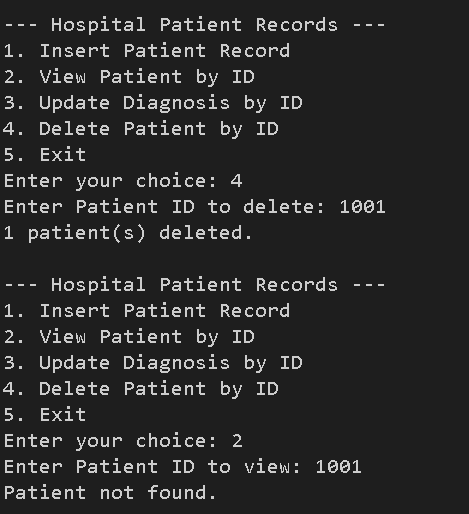 --- Hospital Patient Records ---
1. Insert Patient Record
2. View Patient by ID
3. Update Diagnosis by ID
4. Delete Patient by ID
5. Exit
Enter your choice: 4
Enter Patient ID to delete: 1001
1 patient(s) deleted.
--- Hospital Patient Records ---
1. Insert Patient Record
2. View Patient by ID
3. Update Diagnosis by ID
4. Delete Patient by ID
5. Exit
Enter your choice: 2
Enter Patient ID to view: 1001
Patient not found.